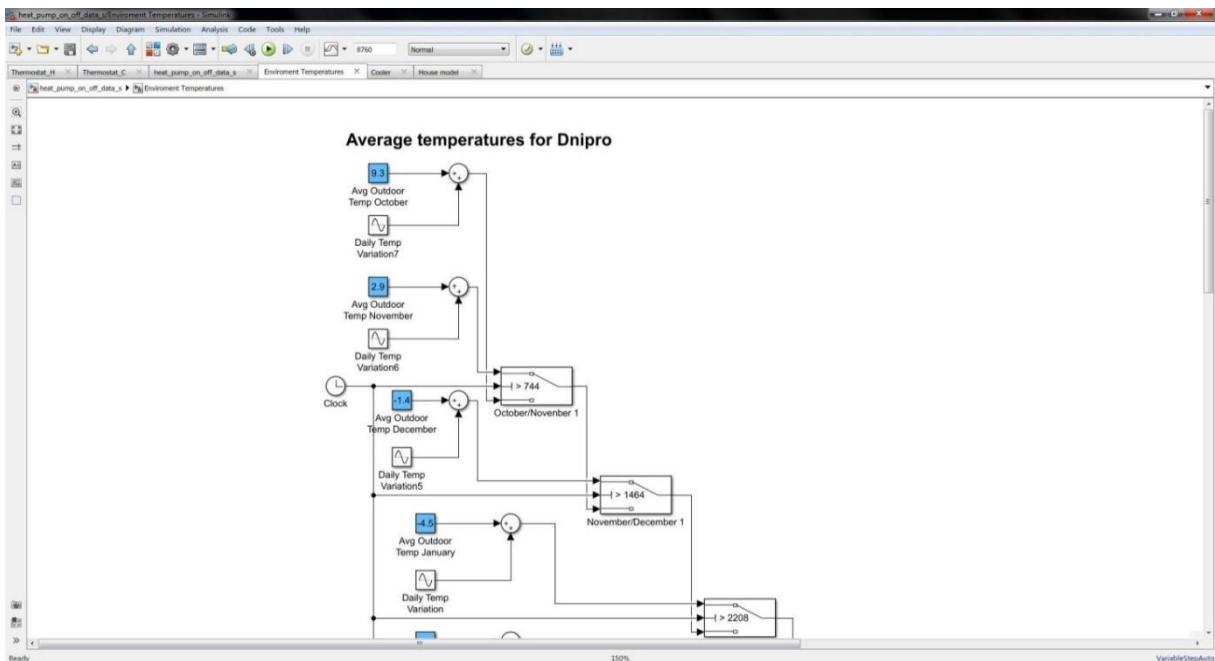 heat_pump_on_off_data_s/Enviroment Temperatures - Simulink
File Edit View Display Diagram Simulation Analysis Code Tools Help
8760 Normal
Thermostat_H Thermostat_C heat_pump_on_off_data_s Enviroment Temperatures Cooler House model
heat_pump_on_off_data_s Enviroment Temperatures
Average temperatures for Dnipro
9.3
Avg Outdoor
Temp October
Daily Temp
Variation7
2.9
Avg Outdoor
Temp November
Daily Temp
Variation6
Clock
> 744
October/Novenber 1
-1.4
Avg Outdoor
Temp December
Daily Temp
Variation5
> 1464
November/December 1
-4.5
Avg Outdoor
Temp January
Daily Temp
Variation
> 2208
Ready 150% VariableStepAuto